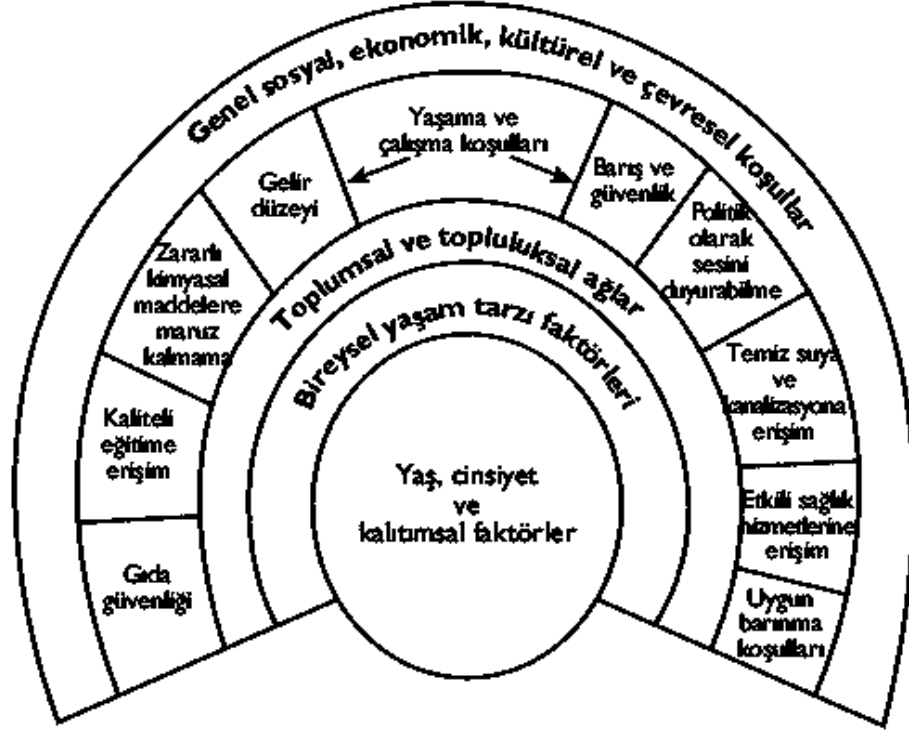 Genel sosyal, ekonomik, kültürel ve çevresel koşullar
Yaşama ve
çalışma koşulları
Gelir
düzeyi
Barış ve
güvenlik
Zararlı
kimyasal
maddelere
maruz
kalmama
Politik
olarak
sesini
duyurabilme
Toplumsal ve topluluksal ağlar
Bireysel yaşam tarzı faktörleri
Kaliteli
eğitime
erişim
Temiz suya
ve
kanalizasyona
erişim
Yaş, cinsiyet
ve
kalıtımsal faktörler
Gıda
güvenliği
Etkili sağlık
hizmetlerine
erişim
Uygun
barınma
koşulları